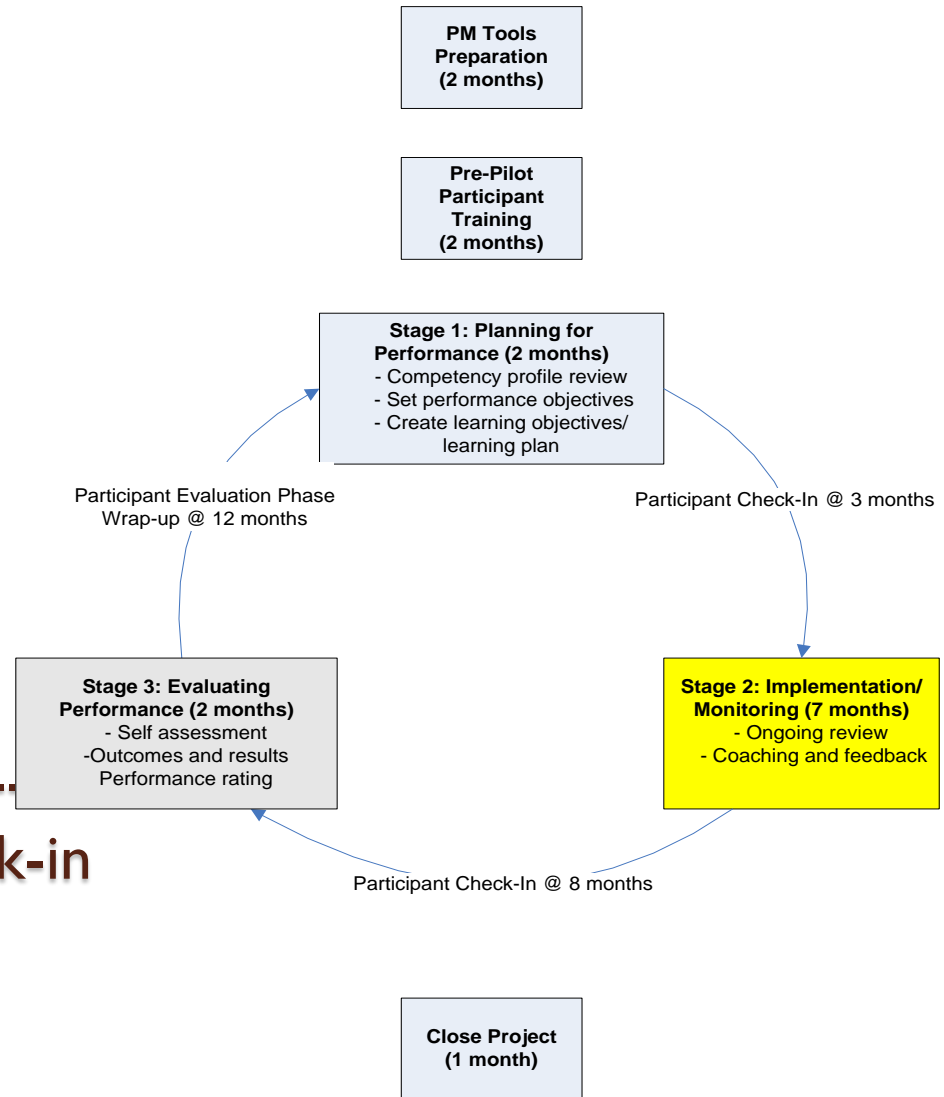 PM Tools
Preparation
(2 months)
Pre-Pilot
Participant
Training
(2 months)
Stage 1: Planning for
Performance (2 months)
- Competency profile review
- Set performance objectives
- Create learning objectives/
learning plan
Participant Evaluation Phase
Wrap-up @ 12 months
Participant Check-In @ 3 months
Stage 3: Evaluating
Performance (2 months)
- Self assessment
-Outcomes and results
Performance rating
Stage 2: Implementation/
Monitoring (7 months)
- Ongoing review
- Coaching and feedback
k-in
Participant Check-In @ 8 months
Close Project
(1 month)